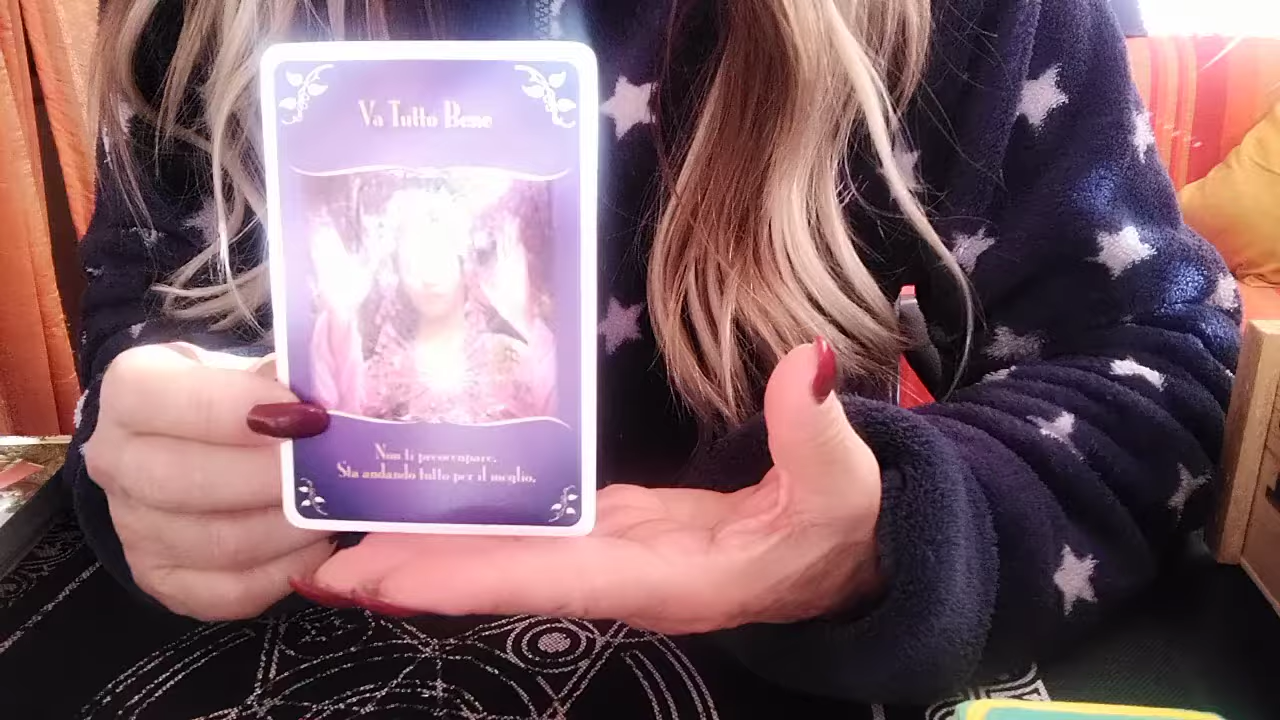 Va Tutto Bene
Non ti preoccupare.
Sta andando tutto per il meglio.